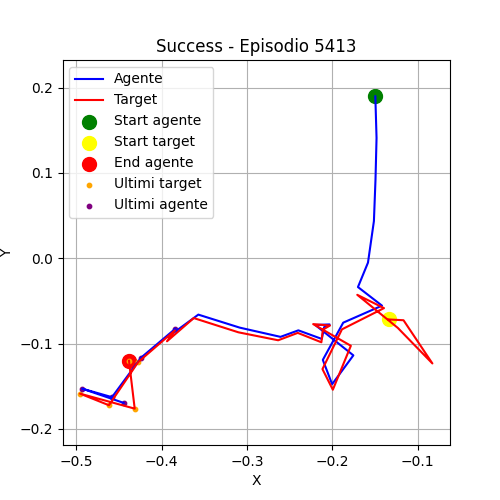 Success - Episodio 5413
Agente
Target
Start agente
Start target
End agente
Ultimi target
Ultimi agente
0.2
0.1
0.0
−0.1
−0.2
Y
−0.5
−0.4
−0.3
−0.2
−0.1
X